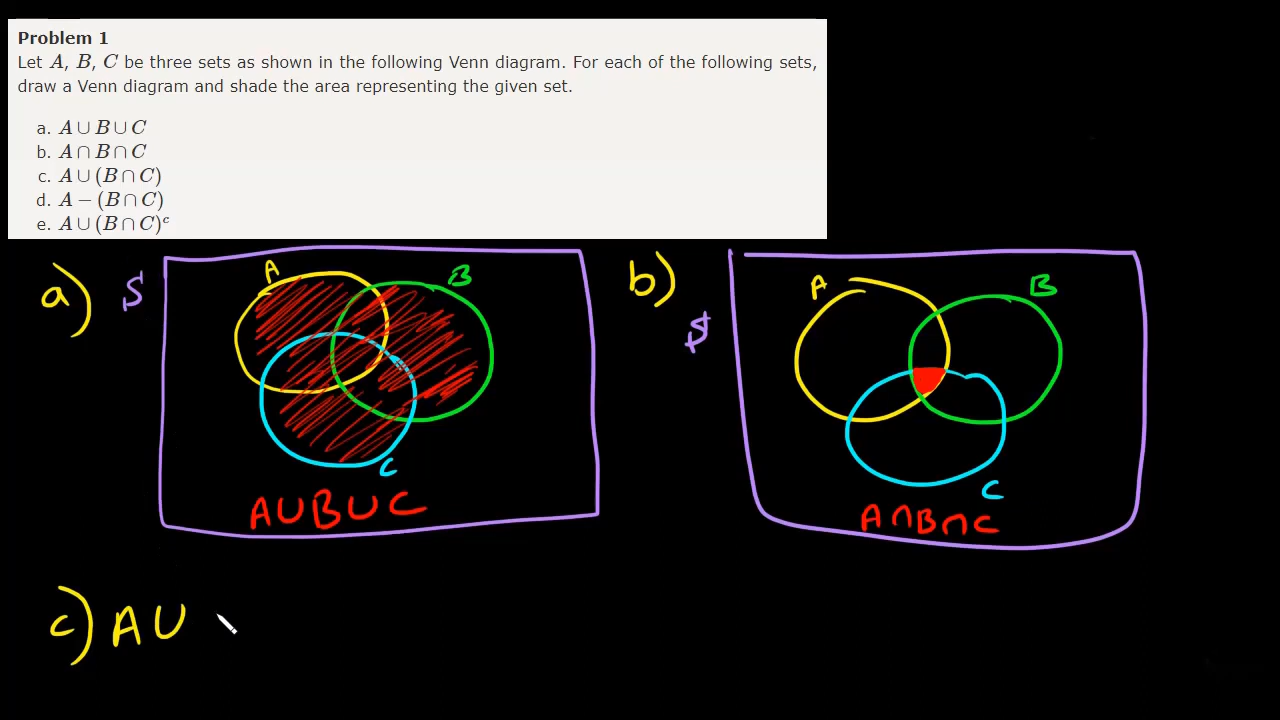 Problem 1
Let A, B, C be three sets as shown in the following Venn diagram. For each of the following sets,
draw a Venn diagram and shade the area representing the given set.
a. A ∪ B ∪ C
b. A ∩ B ∩ C
c. A ∪ (B ∩ C)
d. A − (B ∩ C)
e. A ∪ (B ∩ C)ᶜ
a) S A B
C
A∪B∪C
b) S A B
C
A∩B∩C
c) A ∪